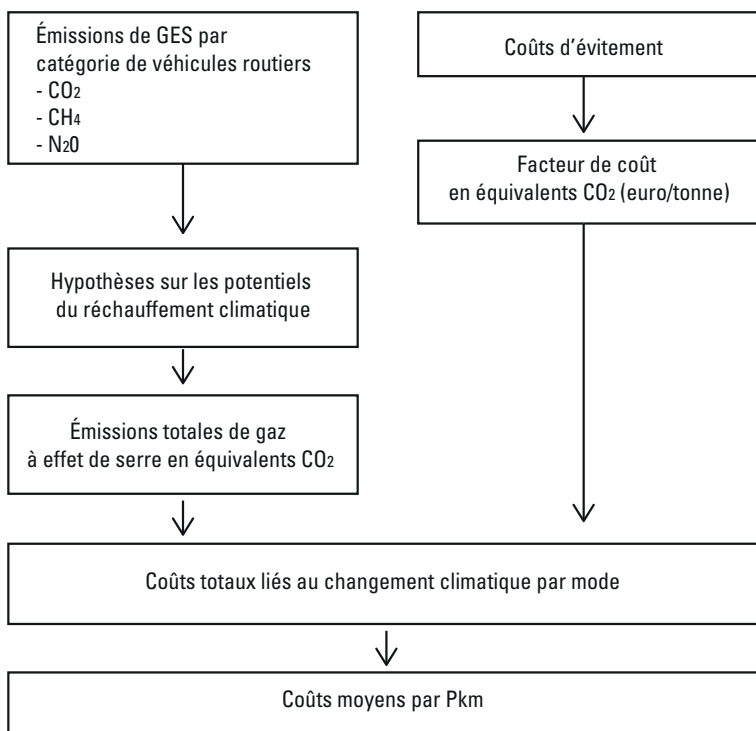 Émissions de GES par
catégorie de véhicules routiers
- CO2
- CH4
- N20
Coûts d'évitement
Facteur de coût
en équivalents CO2 (euro/tonne)
Hypothèses sur les potentiels
du réchauffement climatique
Émissions totales de gaz
à effet de serre en équivalents CO2
Coûts totaux liés au changement climatique par mode
Coûts moyens par Pkm